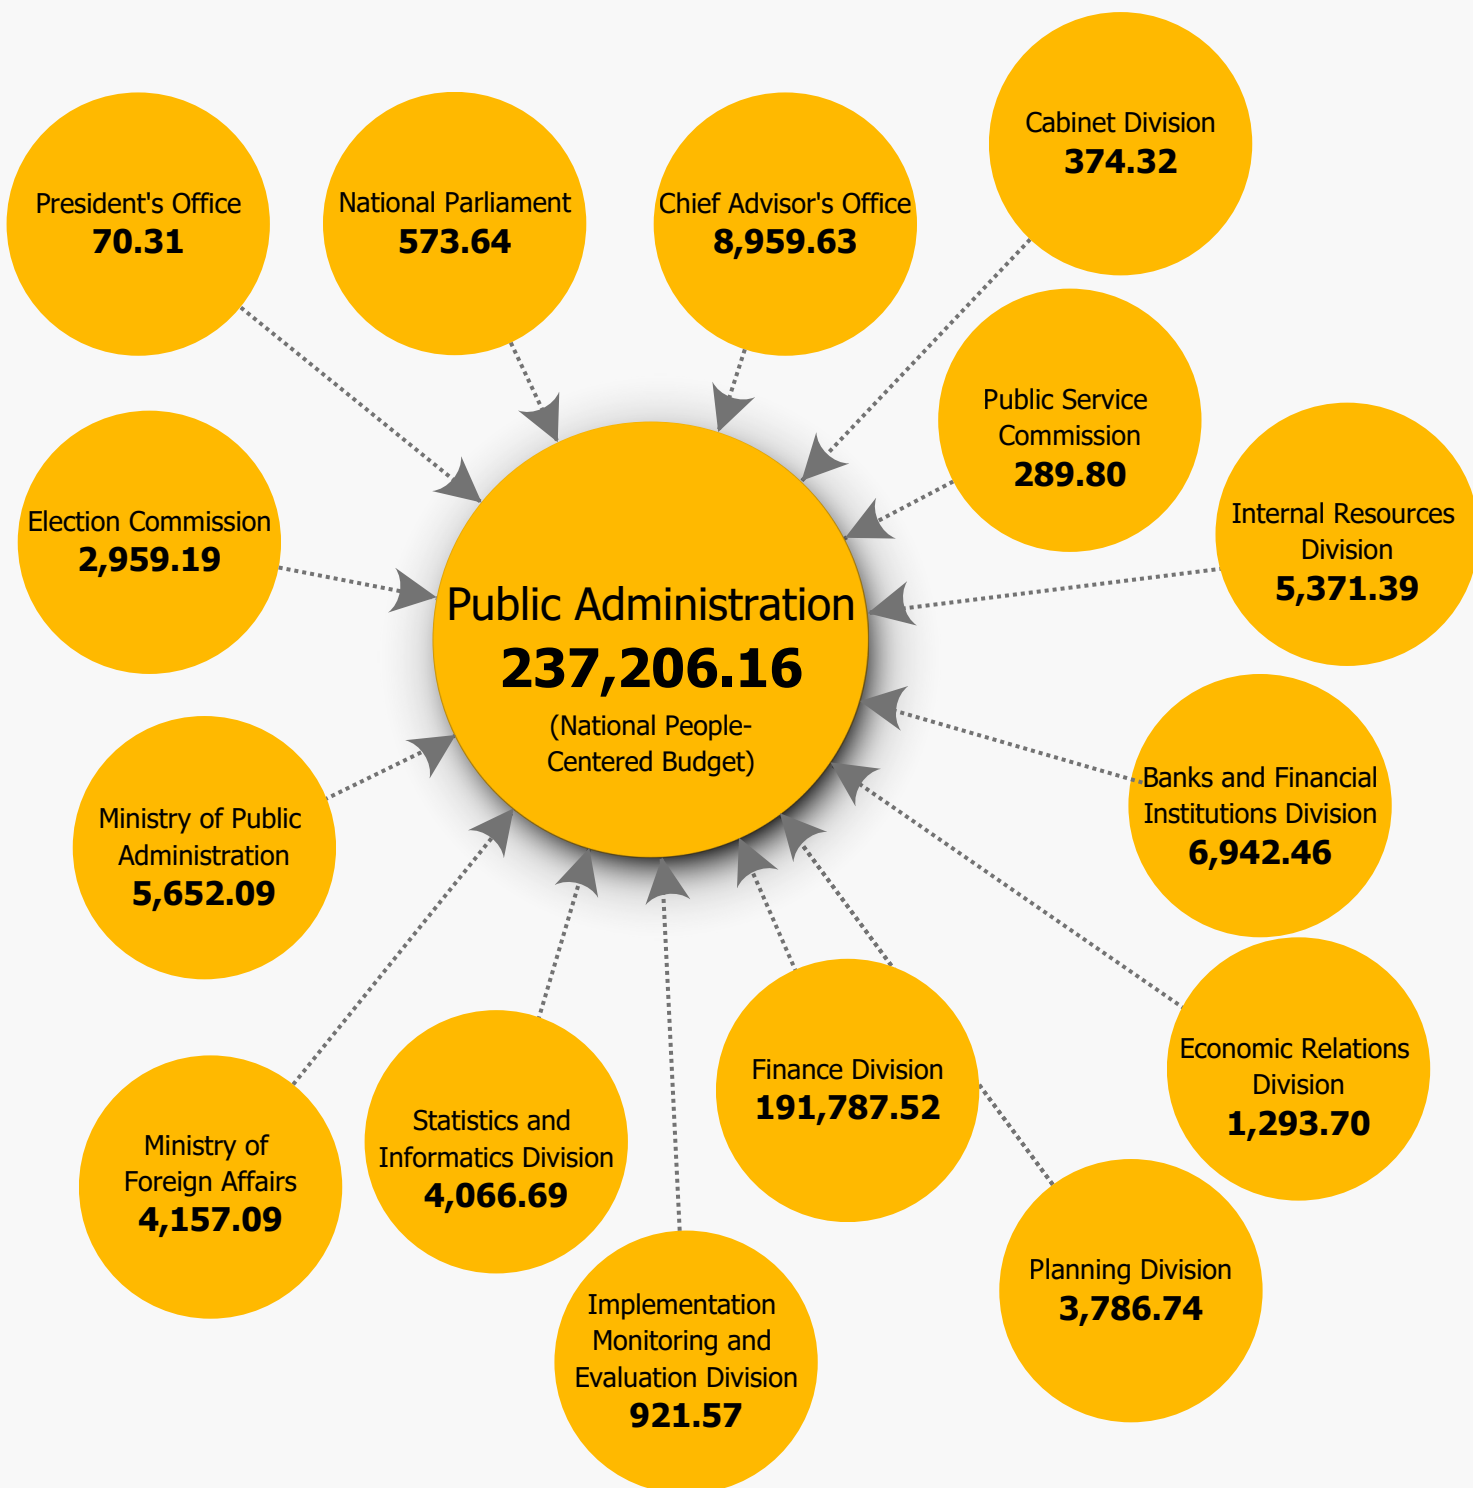 President's Office
70.31
National Parliament
573.64
Chief Advisor's Office
8,959.63
Cabinet Division
374.32
Public Service
Commission
289.80
Internal Resources
Division
5,371.39
Election Commission
2,959.19
Public Administration
237,206.16
(National People-
Centered Budget)
Banks and Financial
Institutions Division
6,942.46
Ministry of Public
Administration
5,652.09
Economic Relations
Division
1,293.70
Finance Division
191,787.52
Statistics and
Informatics Division
4,066.69
Ministry of
Foreign Affairs
4,157.09
Planning Division
3,786.74
Implementation
Monitoring and
Evaluation Division
921.57